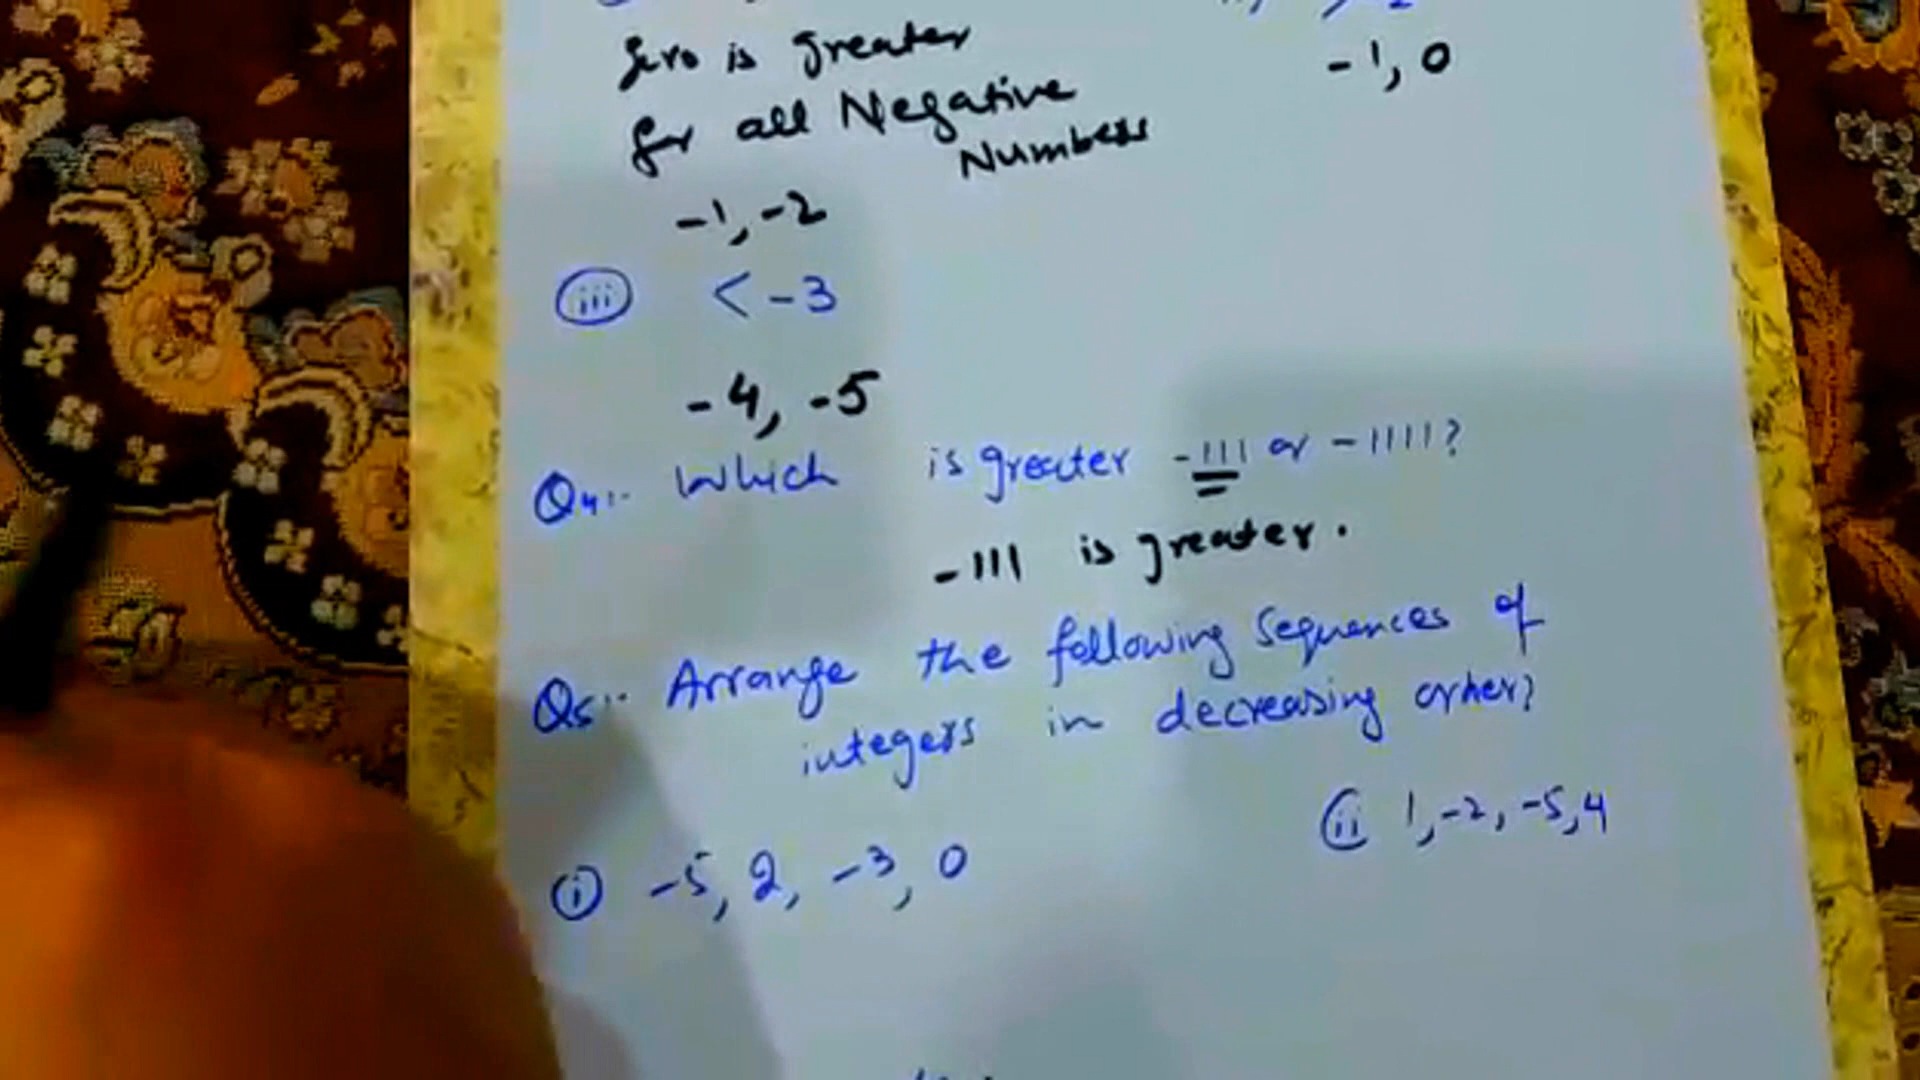 Zero is greater
for all Negative
Numbers
-1, 0
-1, -2
(iii) < -3
-4, -5
Q4:- Which is greater -111 or -1111?
-111 is greater.
Q5:- Arrange the following sequences of
integers in decreasing orher?
(i) -5, 2, -3, 0
(ii) 1, -2, -5, 4